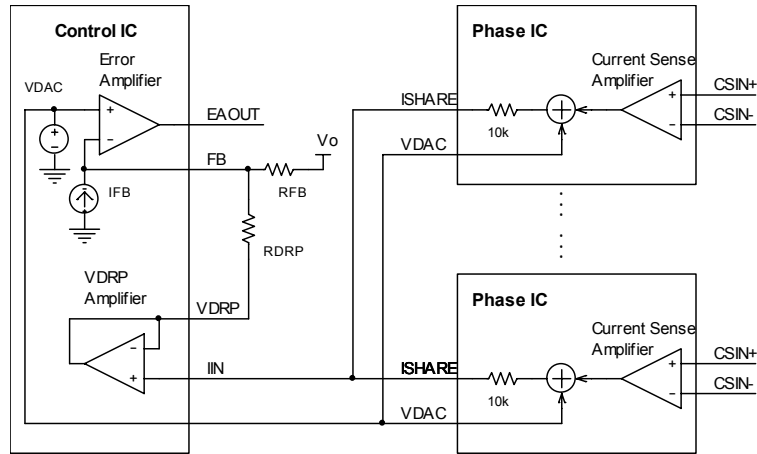 Control IC
Error
Amplifier
VDAC
+
−
+
−
EAOUT
FB
Vo
IFB
RFB
RDRP
VDRP
Amplifier
VDRP
−
+
IIN
Phase IC
Current Sense
Amplifier
ISHARE
10k
VDAC
+
−
CSIN+
CSIN-
Phase IC
Current Sense
Amplifier
ISHARE
10k
VDAC
+
−
CSIN+
CSIN-